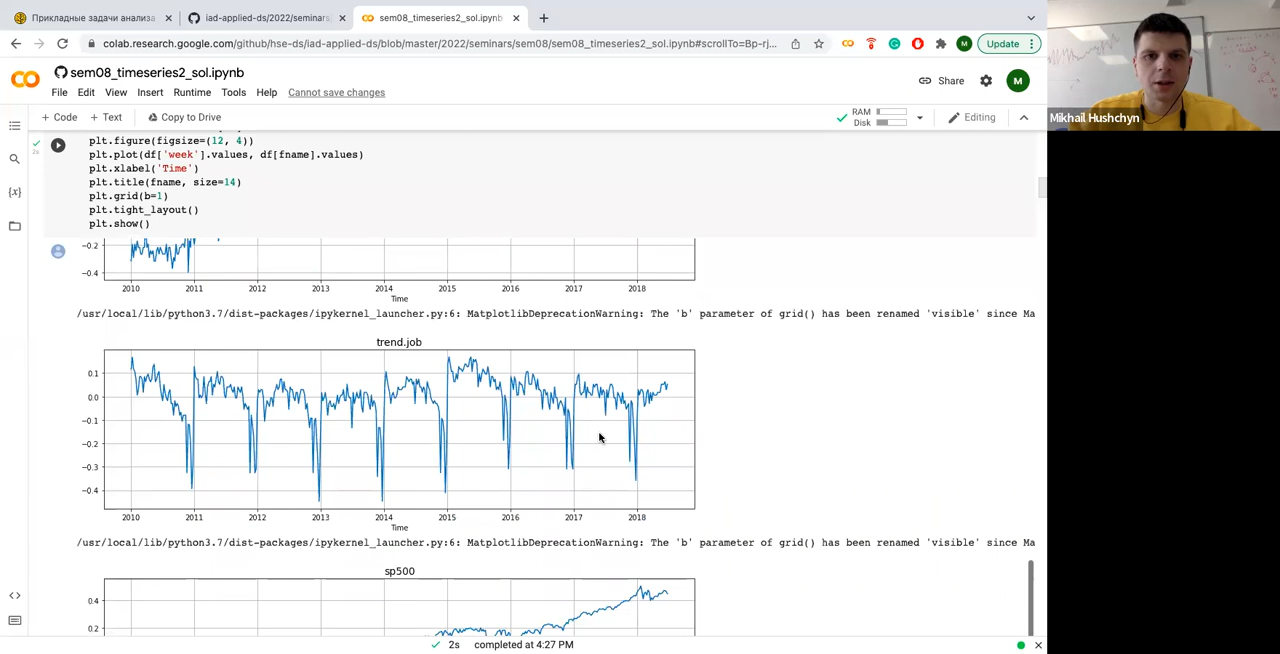 Прикладные задачи анализа
iad-applied-ds/2022/seminars
sem08_timeseries2_sol.ipynb
colab.research.google.com/github/hse-ds/iad-applied-ds/blob/master/2022/seminars/sem08/sem08_timeseries2_sol.ipynb#scrollTo=Bp-rj...
M
Update
sem08_timeseries2_sol.ipynb
File Edit View Insert Runtime Tools Help Cannot save changes
Share
M
+ Code + Text Copy to Drive
RAM
Disk
Editing
2s
{x}
plt.figure(figsize=(12, 4))
plt.plot(df['week'].values, df[fname].values)
plt.xlabel('Time')
plt.title(fname, size=14)
plt.grid(b=1)
plt.tight_layout()
plt.show()
−0.2
−0.4
2010 2011 2012 2013 2014 2015 2016 2017 2018
Time
/usr/local/lib/python3.7/dist-packages/ipykernel_launcher.py:6: MatplotlibDeprecationWarning: The 'b' parameter of grid() has been renamed 'visible' since Ma
trend.job
0.1
0.0
−0.1
−0.2
−0.3
−0.4
2010 2011 2012 2013 2014 2015 2016 2017 2018
Time
/usr/local/lib/python3.7/dist-packages/ipykernel_launcher.py:6: MatplotlibDeprecationWarning: The 'b' parameter of grid() has been renamed 'visible' since Ma
sp500
0.4
0.2
2s completed at 4:27 PM
Mikhail Hushchyn